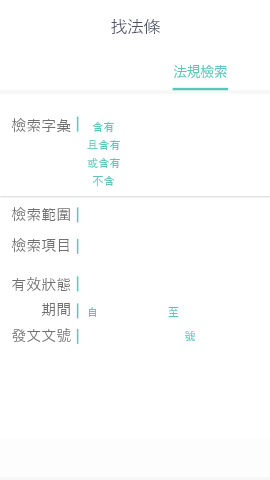 找法條
法規檢索
檢索字彙 含有
且含有
或含有
不含
檢索範圍
檢索項目
有效狀態
期間 自 至
發文文號 號